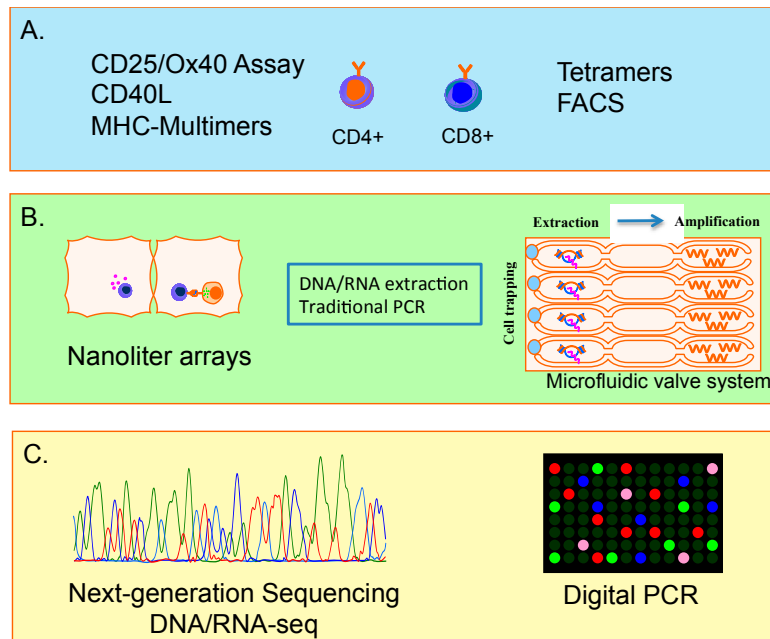 A.
CD25/Ox40 Assay
CD40L
MHC-Multimers
CD4+
CD8+
Tetramers
FACS
B.
Nanoliter arrays
DNA/RNA extraction
Traditional PCR
Extraction
Amplification
Cell trapping
Microfluidic valve system
C.
Next-generation Sequencing
DNA/RNA-seq
Digital PCR